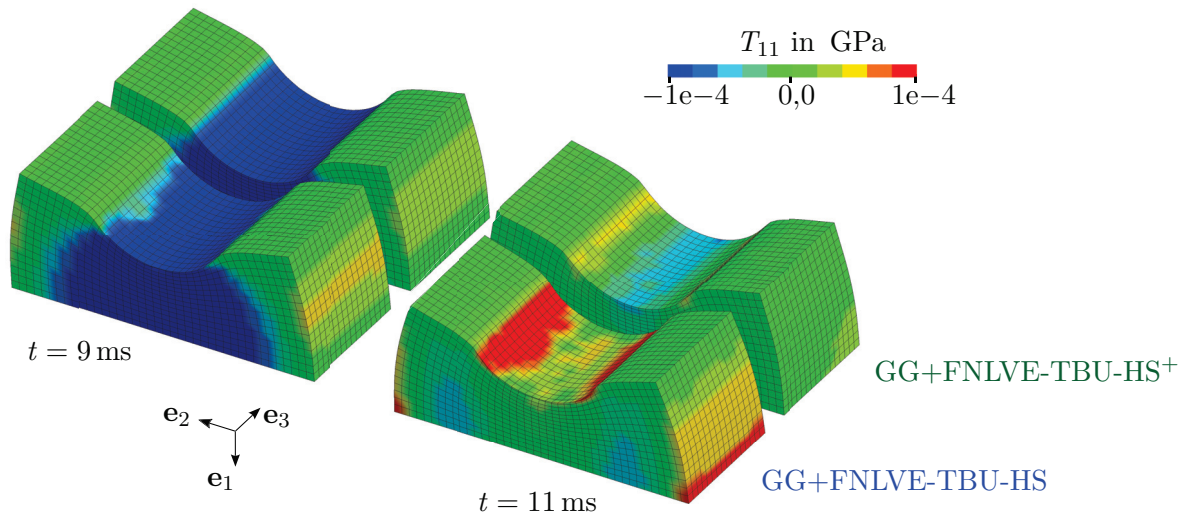 T₁₁ in GPa
−1e−4 0,0 1e−4
t = 9 ms
GG+FNLVE-TBU-HS⁺
e₂ e₃
e₁
GG+FNLVE-TBU-HS
t = 11 ms